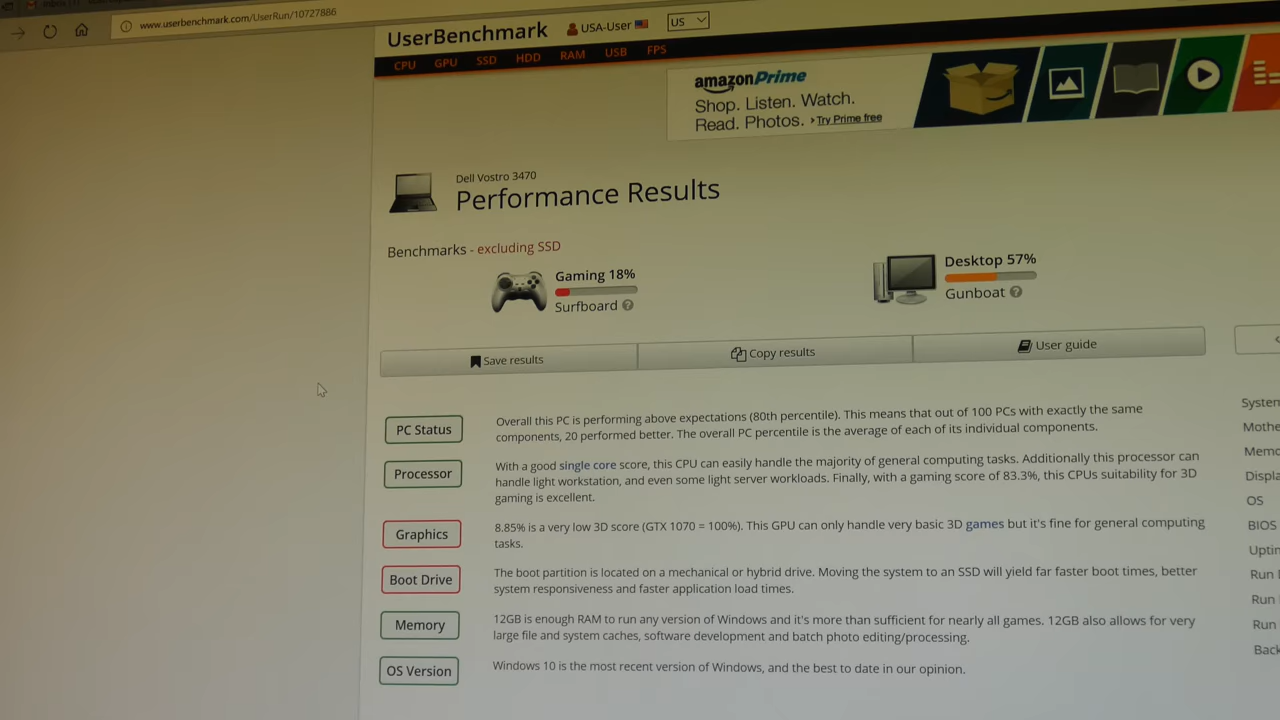 www.userbenchmark.com/UserRun/10727886
UserBenchmark USA-User US
CPU GPU SSD HDD RAM USB FPS
amazonPrime
Shop. Listen. Watch.
Read. Photos. › Try Prime free
Dell Vostro 3470
Performance Results
Benchmarks - excluding SSD
Gaming 18%
Surfboard ?
Desktop 57%
Gunboat ?
Save results
Copy results
User guide
PC Status
Overall this PC is performing above expectations (80th percentile). This means that out of 100 PCs with exactly the same
components, 20 performed better. The overall PC percentile is the average of each of its individual components.
Processor
With a good single core score, this CPU can easily handle the majority of general computing tasks. Additionally this processor can
handle light workstation, and even some light server workloads. Finally, with a gaming score of 83.3%, this CPUs suitability for 3D
gaming is excellent.
Graphics
8.85% is a very low 3D score (GTX 1070 = 100%). This GPU can only handle very basic 3D games but it's fine for general computing
tasks.
Boot Drive
The boot partition is located on a mechanical or hybrid drive. Moving the system to an SSD will yield far faster boot times, better
system responsiveness and faster application load times.
Memory
12GB is enough RAM to run any version of Windows and it's more than sufficient for nearly all games. 12GB also allows for very
large file and system caches, software development and batch photo editing/processing.
OS Version
Windows 10 is the most recent version of Windows, and the best to date in our opinion.
System
Mothe
Memo
Displa
OS
BIOS
Uptin
Run
Run
Run
Back